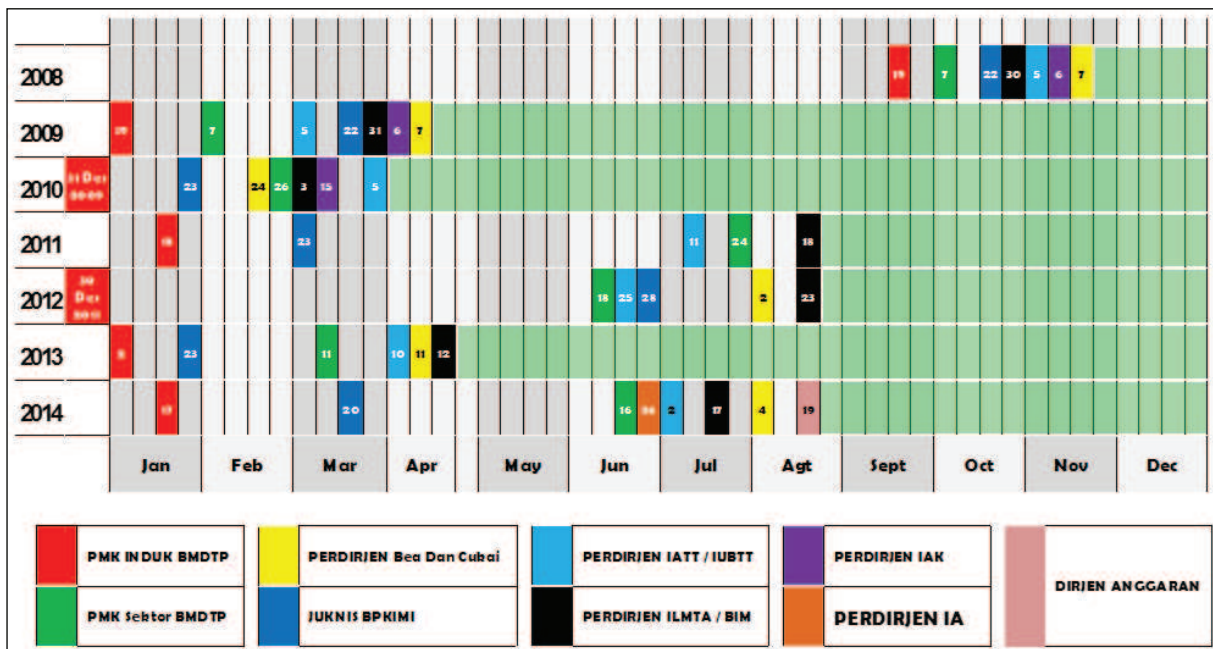 2008 19 7 22 30 5 6 7
2009 7 5 22 31 6 7
2010 23 24 26 3 15 5
2011 23 11 24 18
2012 18 25 28 2 23
2013 23 11 10 11 12
2014 20 16 2 17 4 19
Jan Feb Mar Apr May Jun Jul Agt Sept Oct Nov Dec
PMK INDUK BMDTP
PERDIRJEN Bea Dan Cukai
PERDIRJEN IATT / IUBTT
PERDIRJEN IAK
DIRJEN ANGGARAN
PMK Sektor BMDTP
JUKNIS BPKIMI
PERDIRJEN ILMTA / BIM
PERDIRJEN IA